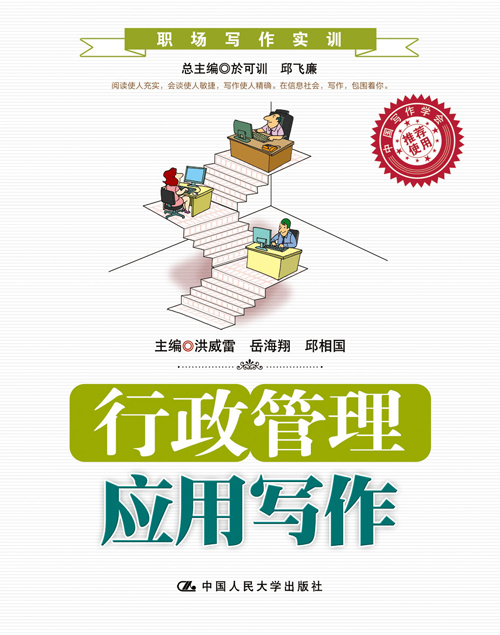 职场写作实训
总主编◎於可训 邱飞廉
阅读使人充实，会谈使人敏捷，写作使人精确。在信息社会，写作，包围着你。
中国写作学会
推荐
使用
主编◎洪威雷 岳海翔 邱相国
行政管理
应用写作
中国人民大学出版社